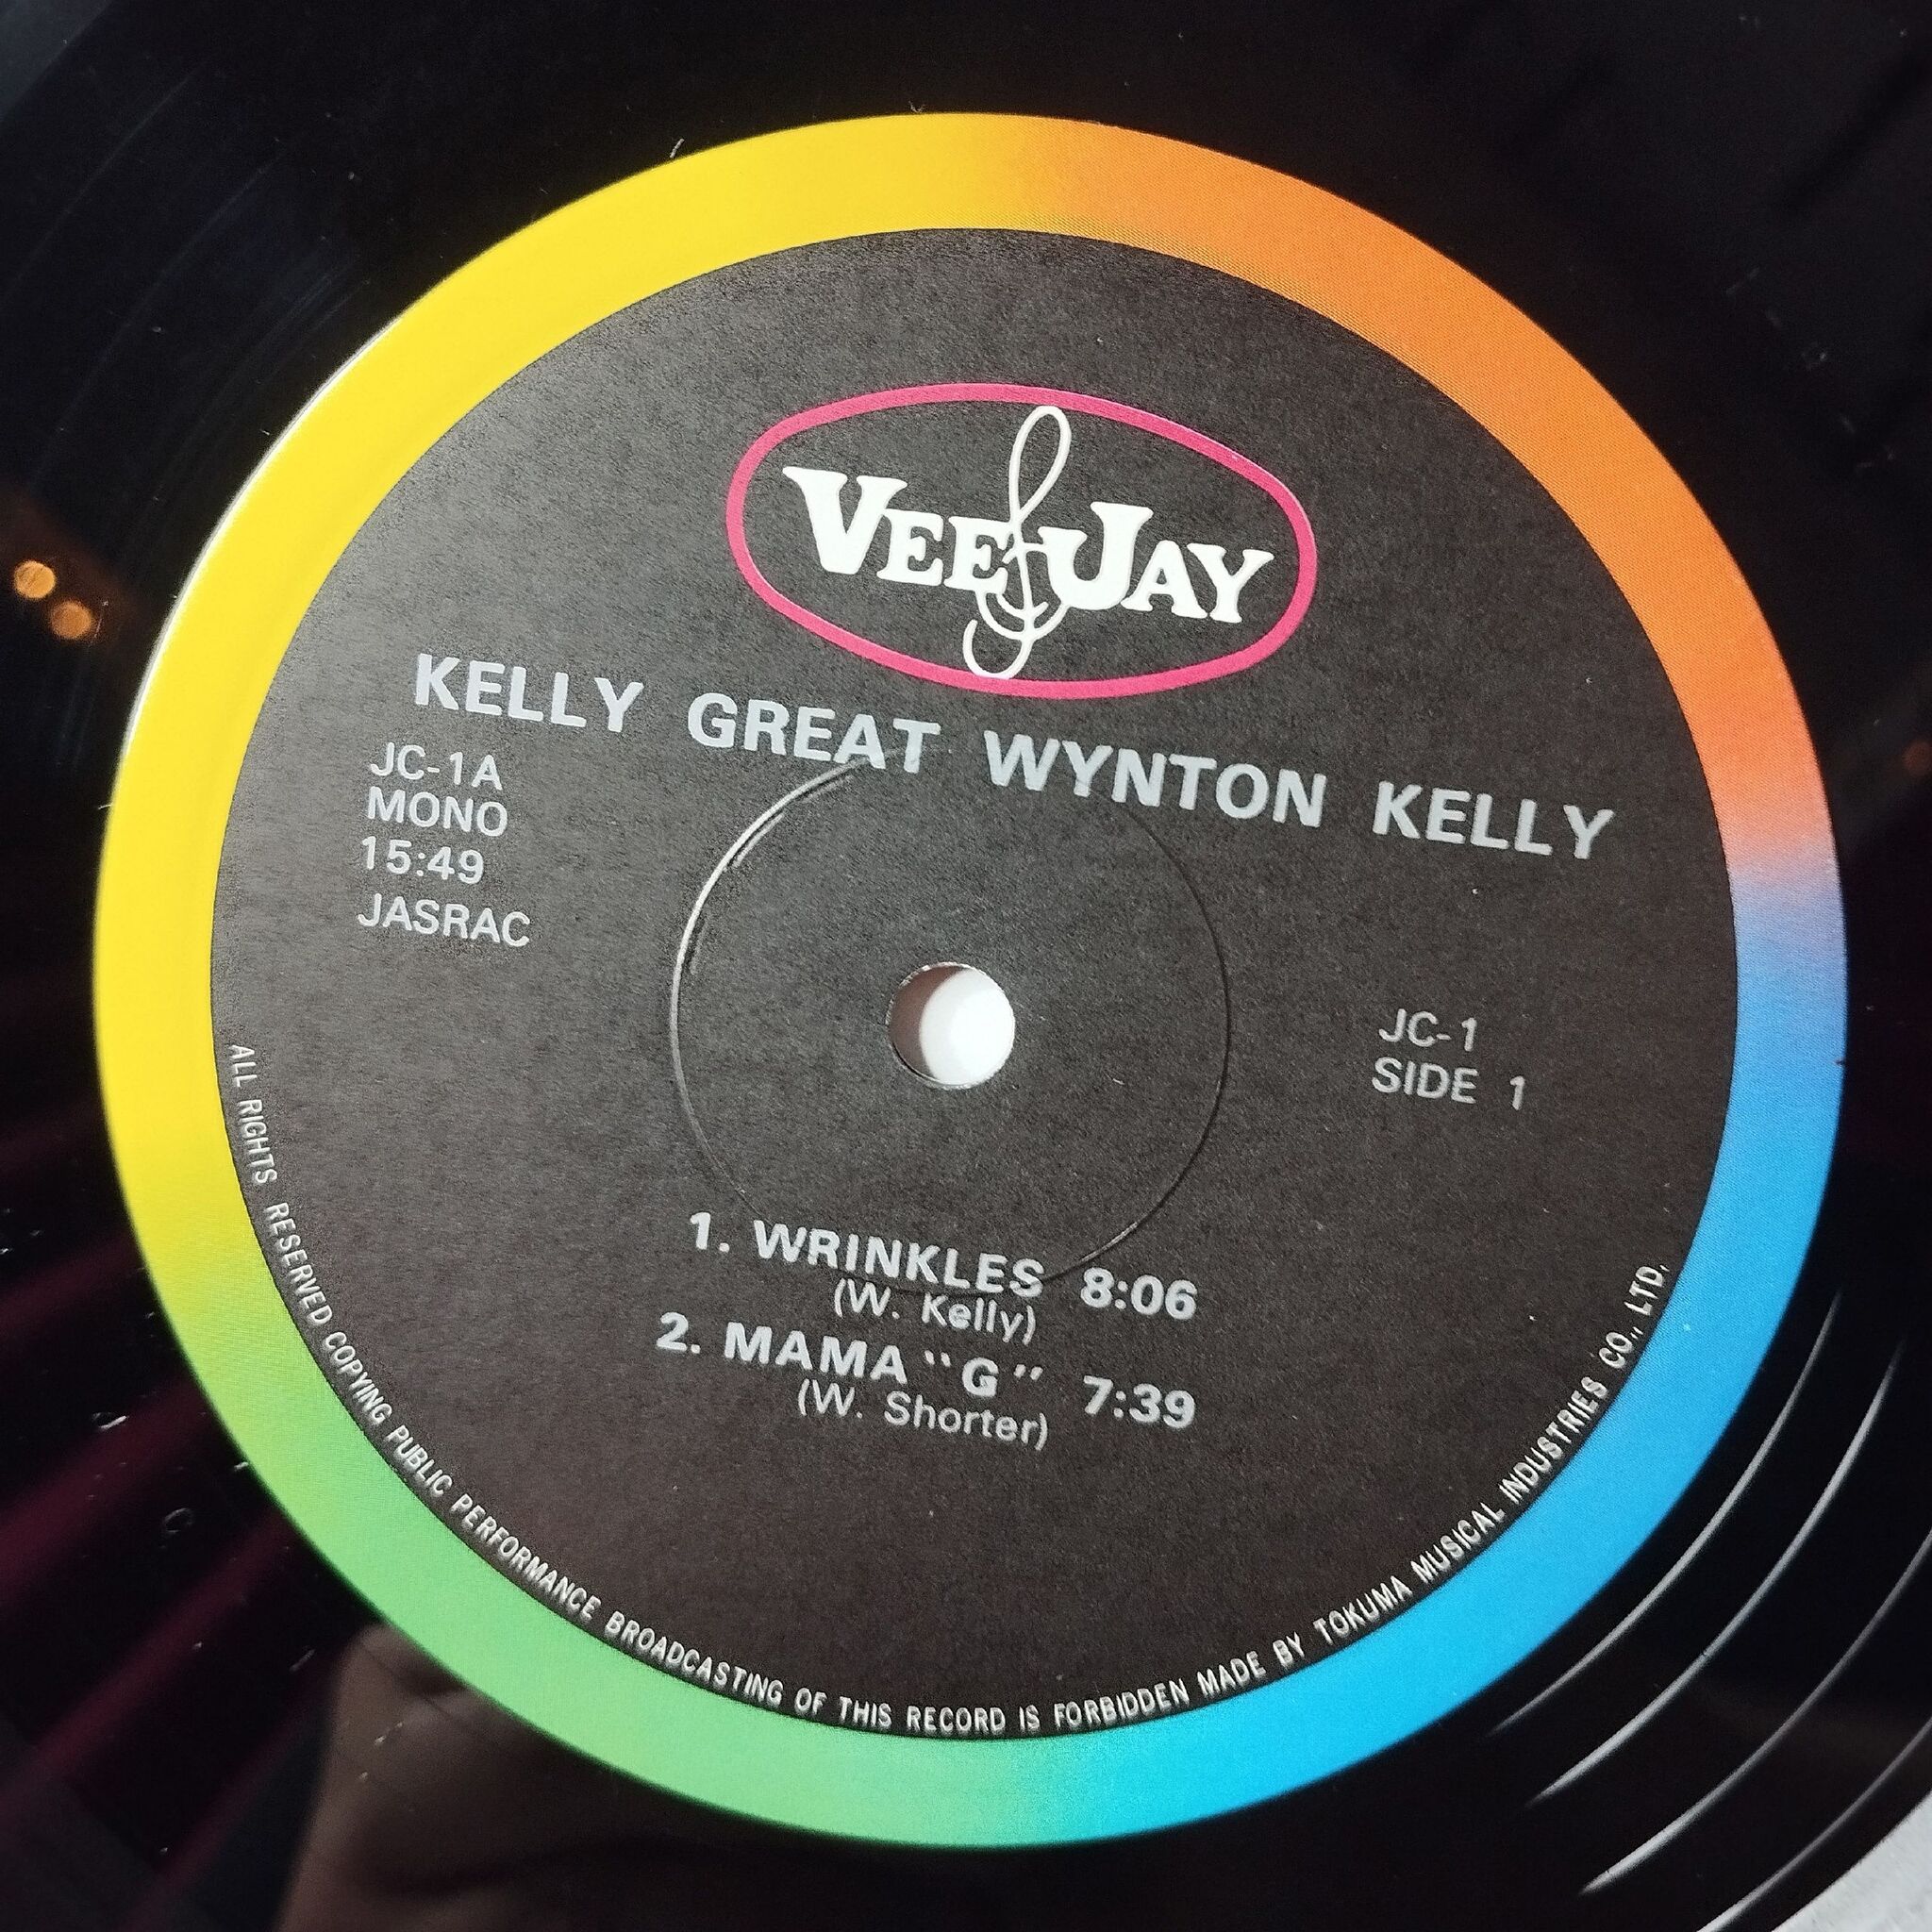 VEE JAY
KELLY GREAT WYNTON KELLY
JC-1A
MONO
15:49
JASRAC
JC-1
SIDE 1
1. WRINKLES 8:06
(W. Kelly)
2. MAMA "G" 7:39
(W. Shorter)
ALL RIGHTS RESERVED COPYING PUBLIC PERFORMANCE BROADCASTING OF THIS RECORD IS FORBIDDEN MADE BY TOKUMA MUSICAL INDUSTRIES CO., LTD.